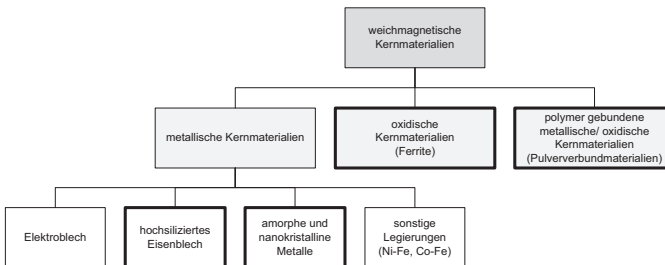 weichmagnetische
Kernmaterialien
metallische Kernmaterialien
oxidische
Kernmaterialien
(Ferrite)
polymer gebundene
metallische/ oxidische
Kernmaterialien
(Pulververbundmaterialien)
Elektroblech
hochsiliziertes
Eisenblech
amorphe und
nanokristalline
Metalle
sonstige
Legierungen
(Ni-Fe, Co-Fe)